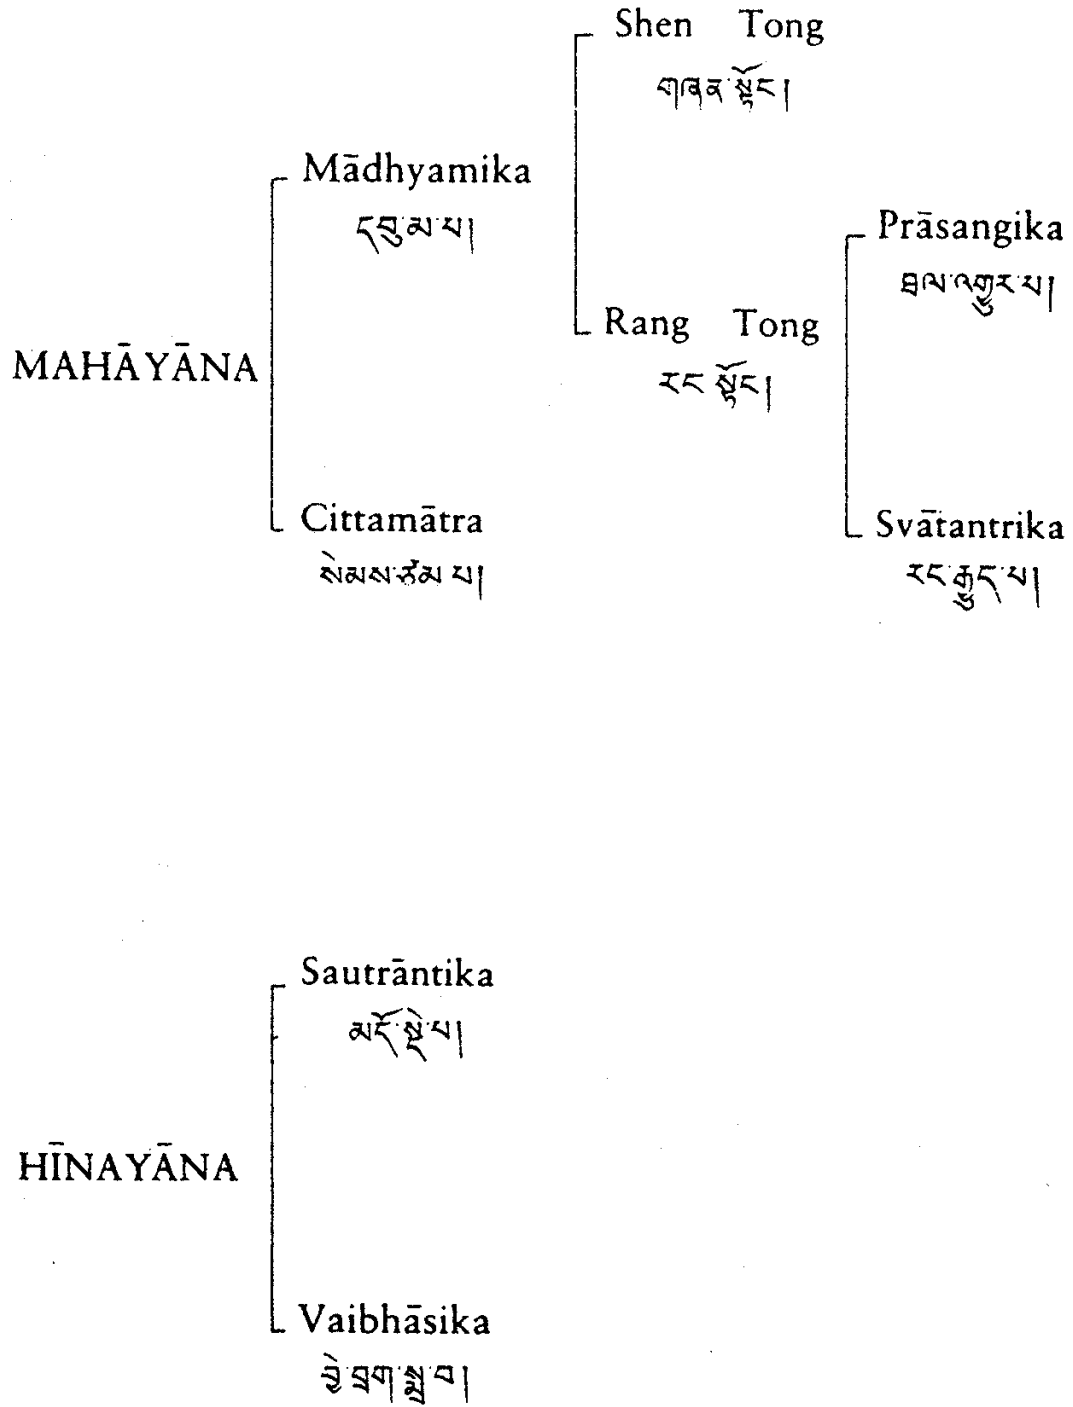 Shen Tong
གཞན་སྟོང།
Mādhyamika
དབུ་མ་པ།
Prāsangika
ཐལ་འགྱུར་པ།
Rang Tong
རང་སྟོང།
MAHĀYĀNA
Cittamātra
སེམས་ཙམ་པ།
Svātantrika
རང་རྒྱུད་པ།
Sautrāntika
མདོ་སྡེ་པ།
HĪNAYĀNA
Vaibhāsika
བྱེ་བྲག་སྨྲ་བ།